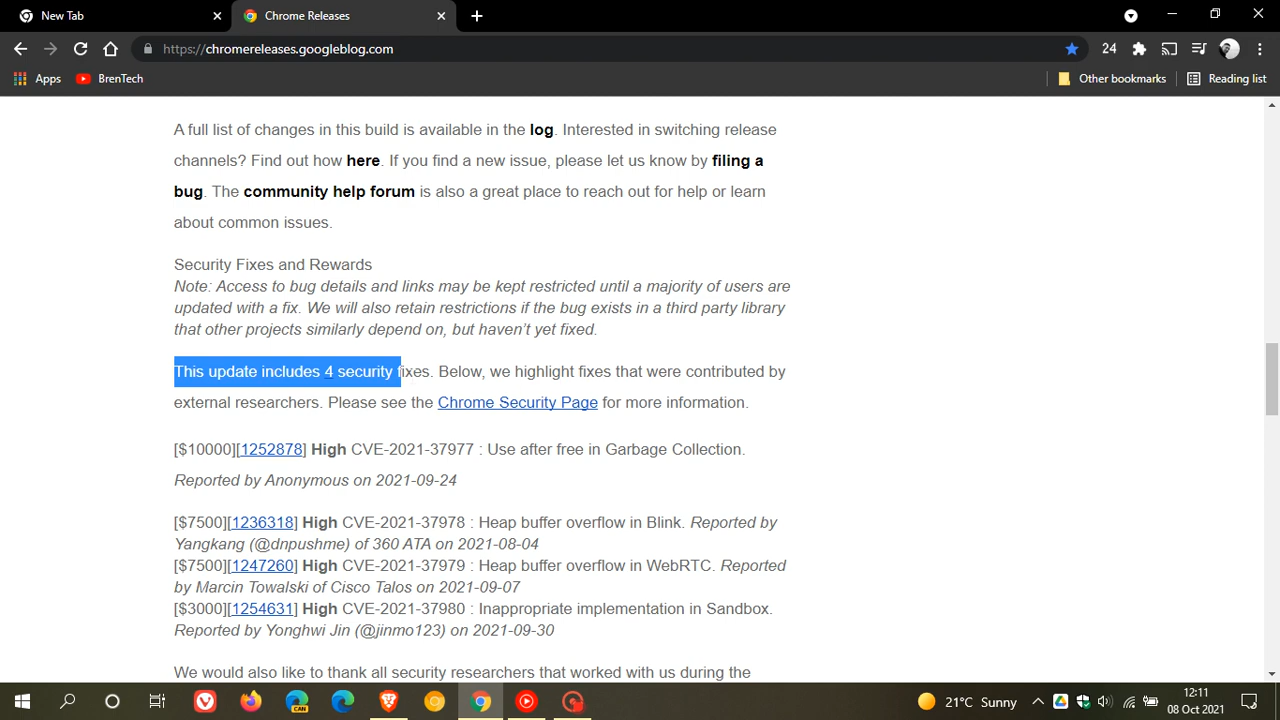 New Tab
Chrome Releases
https://chromereleases.googleblog.com
24
Apps
BrenTech
Other bookmarks
Reading list
A full list of changes in this build is available in the log. Interested in switching release
channels? Find out how here. If you find a new issue, please let us know by filing a
bug. The community help forum is also a great place to reach out for help or learn
about common issues.
Security Fixes and Rewards
Note: Access to bug details and links may be kept restricted until a majority of users are
updated with a fix. We will also retain restrictions if the bug exists in a third party library
that other projects similarly depend on, but haven’t yet fixed.
This update includes 4 security fixes. Below, we highlight fixes that were contributed by
external researchers. Please see the Chrome Security Page for more information.
[$10000][1252878] High CVE-2021-37977 : Use after free in Garbage Collection.
Reported by Anonymous on 2021-09-24
[$7500][1236318] High CVE-2021-37978 : Heap buffer overflow in Blink. Reported by
Yangkang (@dnpushme) of 360 ATA on 2021-08-04
[$7500][1247260] High CVE-2021-37979 : Heap buffer overflow in WebRTC. Reported
by Marcin Towalski of Cisco Talos on 2021-09-07
[$3000][1254631] High CVE-2021-37980 : Inappropriate implementation in Sandbox.
Reported by Yonghwi Jin (@jinmo123) on 2021-09-30
We would also like to thank all security researchers that worked with us during the
CAN
21°C Sunny
12:11
08 Oct 2021